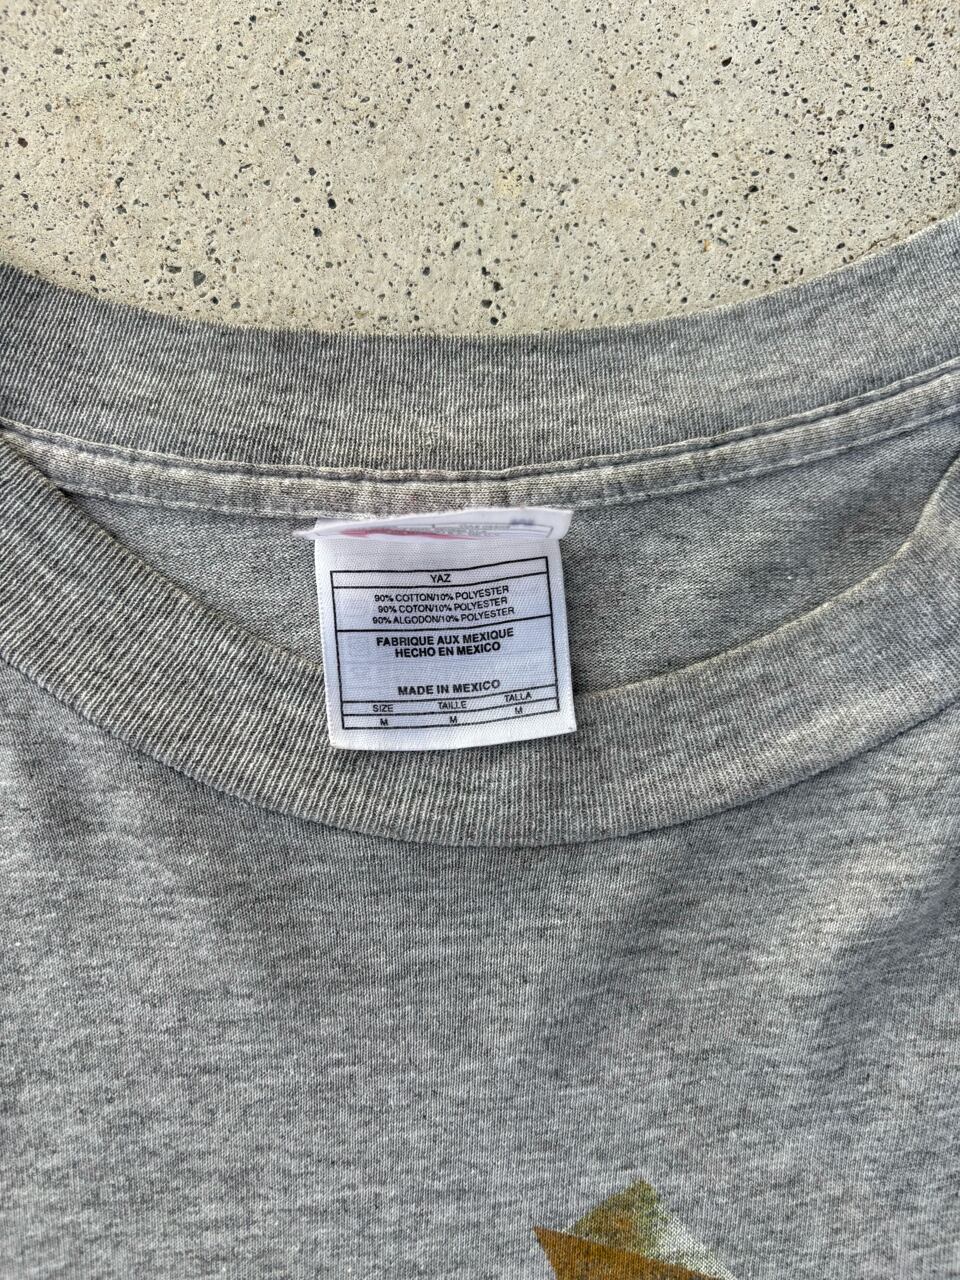 YAZ
90% COTTON/10% POLYESTER
90% COTON/10% POLYESTER
90% ALGODON/10% POLYESTER
FABRIQUE AUX MEXIQUE
HECHO EN MEXICO
MADE IN MEXICO
SIZE TAILLE TALLA
M M M